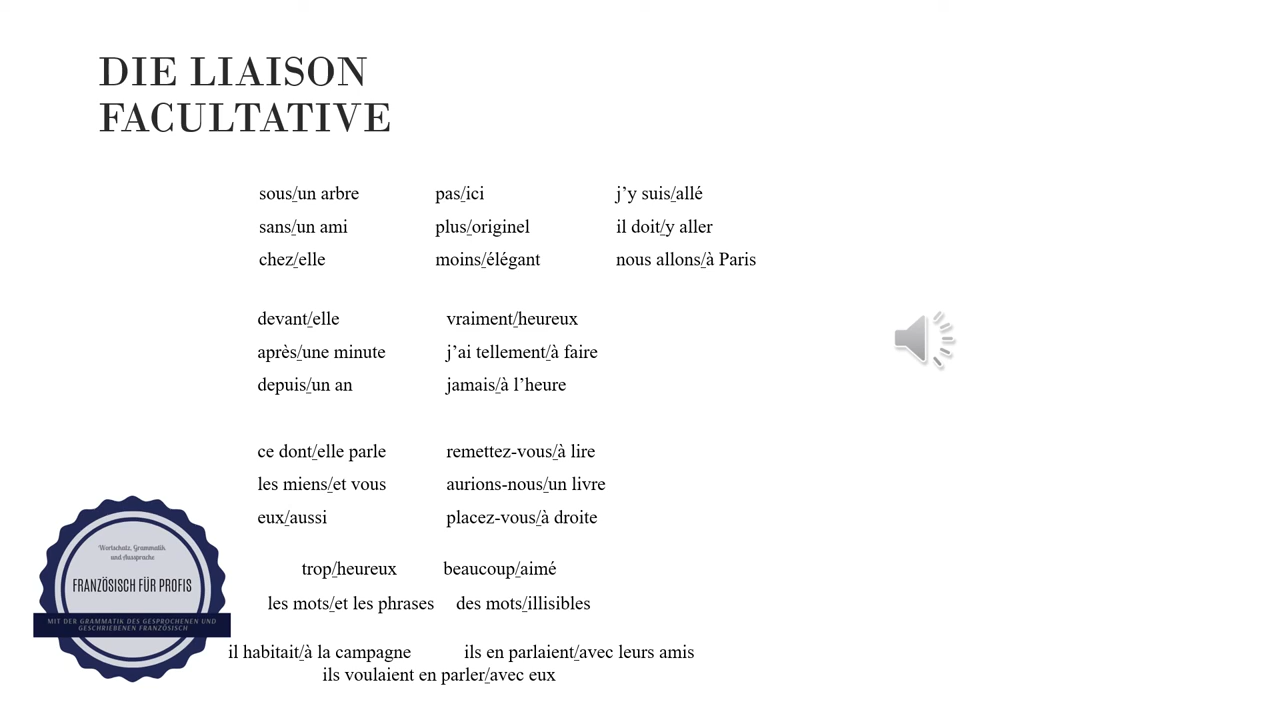 DIE LIAISON
FACULTATIVE
sous/un arbre pas/ici j’y suis/allé
sans/un ami plus/originel il doit/y aller
chez/elle moins/élégant nous allons/à Paris
devant/elle vraiment/heureux
après/une minute j’ai tellement/à faire
depuis/un an jamais/à l’heure
ce dont/elle parle remettez-vous/à lire
les miens/et vous aurions-nous/un livre
eux/aussi placez-vous/à droite
trop/heureux beaucoup/aimé
les mots/et les phrases des mots/illisibles
il habitait/à la campagne ils en parlaient/avec leurs amis
ils voulaient en parler/avec eux
Wortschatz, Grammatik
und Aussprache
FRANZÖSISCH FÜR PROFIS
MIT DER GRAMMATIK DES GESPROCHENEN UND
GESCHRIEBENEN FRANZÖSISCH